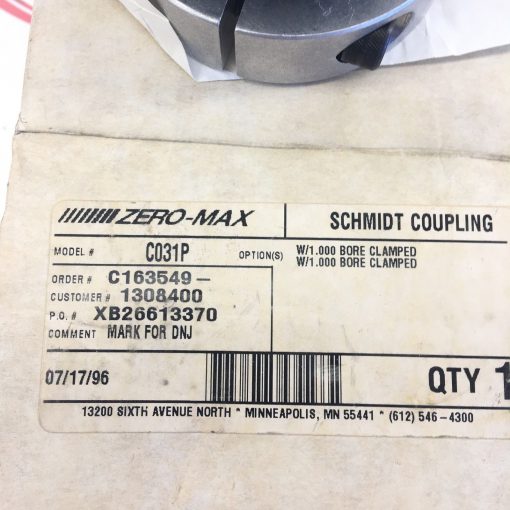 ZERO-MAX
SCHMIDT COUPLING
MODEL # C031P
OPTION(S) W/1.000 BORE CLAMPED
W/1.000 BORE CLAMPED
ORDER # C163549-
CUSTOMER # 1308400
P.O. # XB26613370
COMMENT MARK FOR DNJ
07/17/96
QTY 1
13200 SIXTH AVENUE NORTH * MINNEAPOLIS, MN 55441 * (612) 546-4300